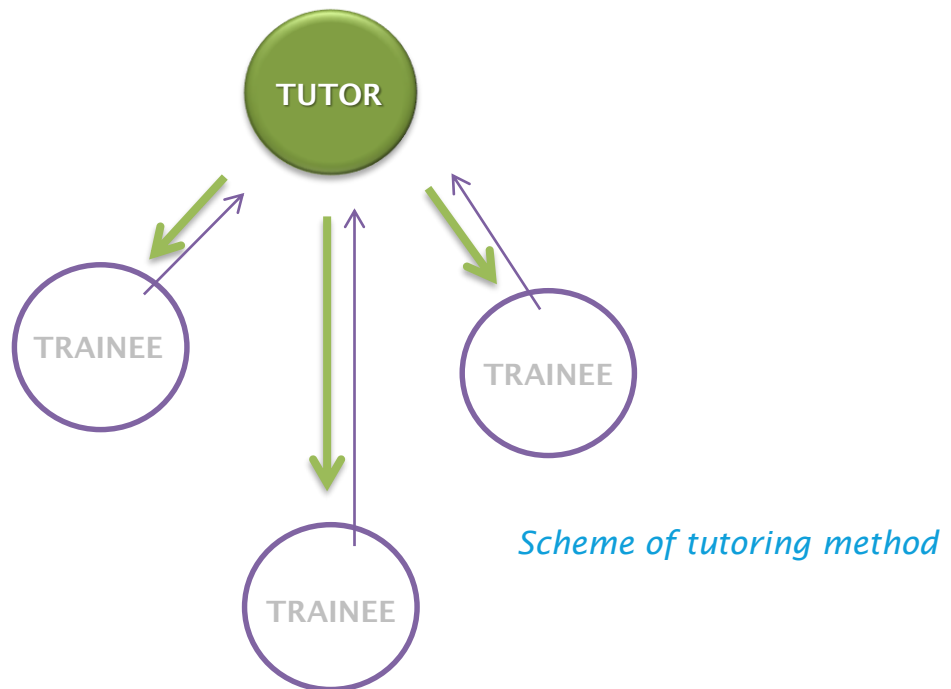 TUTOR
TRAINEE
TRAINEE
Scheme of tutoring method
TRAINEE